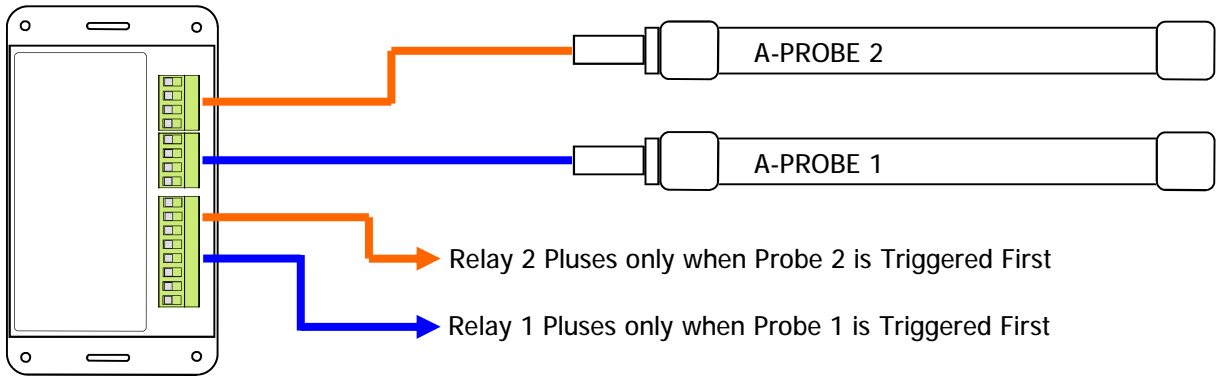 A-PROBE 2
A-PROBE 1
Relay 2 Pluses only when Probe 2 is Triggered First
Relay 1 Pluses only when Probe 1 is Triggered First